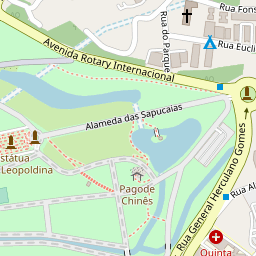 Rua Fons
Rua do Parque
Rua Eucli
Avenida Rotary Internacional
Alameda das Sapucaias
státua
Leopoldina
Pagode
Chinês
Rua General Herculano Gomes
Rua Al
Quinta